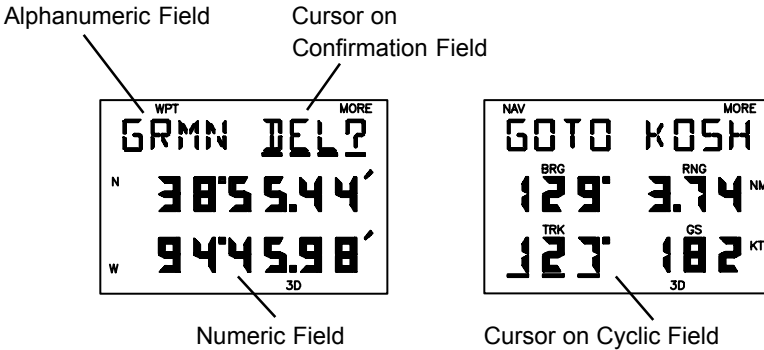 Alphanumeric Field
Cursor on
Confirmation Field
WPT MORE
GRMN DEL?
N 38°55.44'
W 94°45.98'
3D
NAV MORE
GOTO KOSH
BRG RNG
129° 3.74 NM
TRK GS
123° 182 KT
3D
Numeric Field
Cursor on Cyclic Field